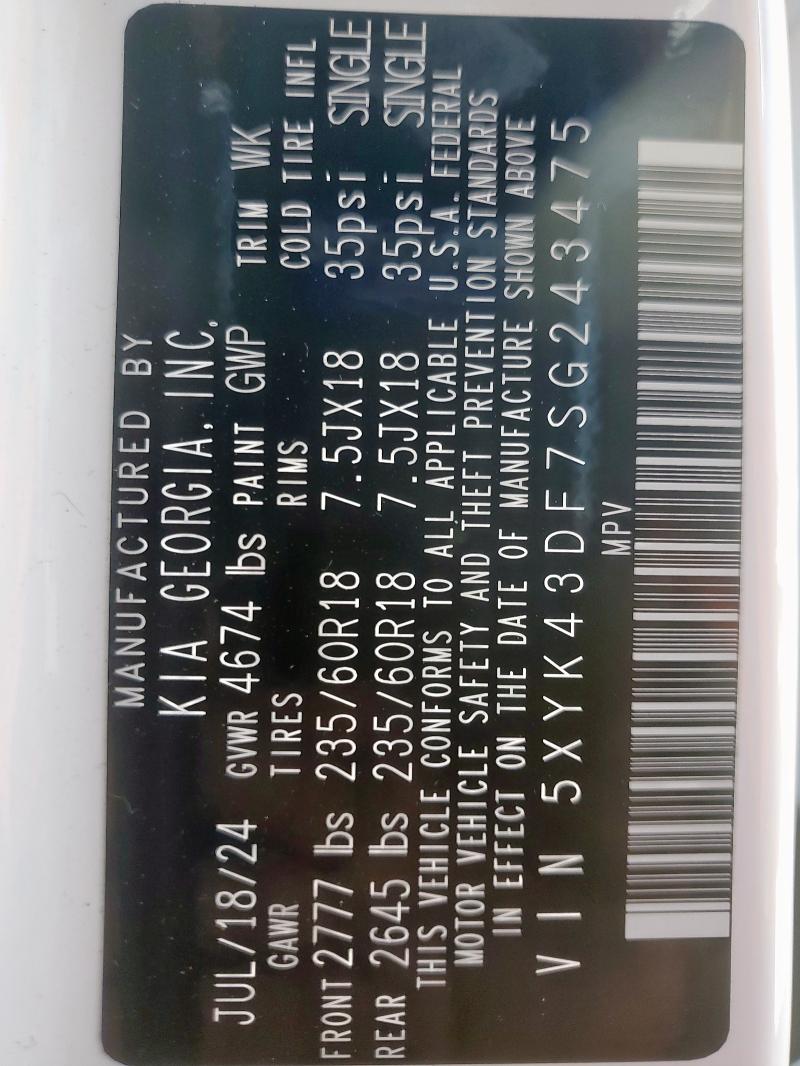 MANUFACTURED BY
KIA GEORGIA, INC,
JUL/18/24 GVWR 4674 lbs PAINT GWP TRIM WK
GAWR TIRES RIMS COLD TIRE INFL
FRONT 2777 lbs 235/60R18 7.5JX18 35psi SINGLE
REAR 2645 lbs 235/60R18 7.5JX18 35psi SINGLE
THIS VEHICLE CONFORMS TO ALL APPLICABLE U.S.A. FEDERAL
MOTOR VEHICLE SAFETY AND THEFT PREVENTION STANDARDS
IN EFFECT ON THE DATE OF MANUFACTURE SHOWN ABOVE
VIN 5XYK43DF7SG243475
MPV